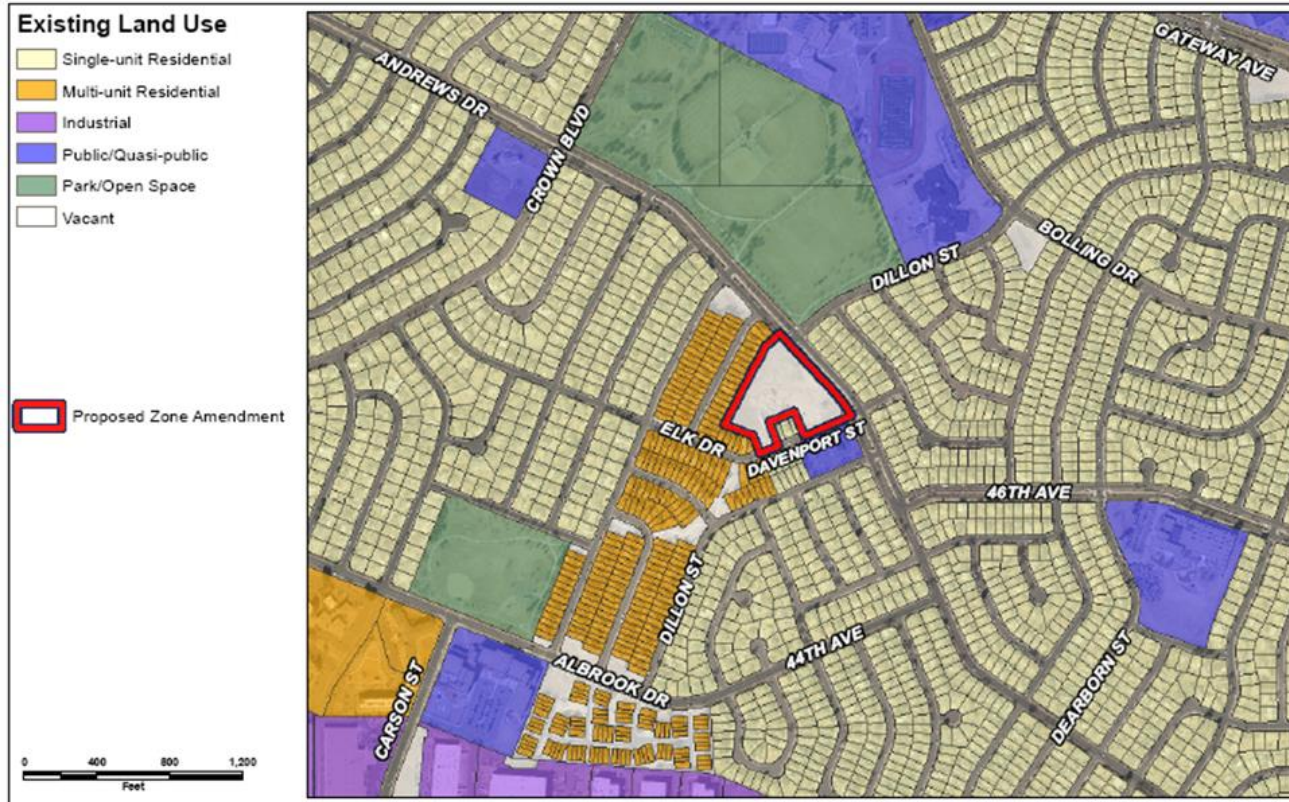 Existing Land Use
Single-unit Residential
Multi-unit Residential
Industrial
Public/Quasi-public
Park/Open Space
Vacant
Proposed Zone Amendment
0 400 800 1,200
Feet
ANDREWS DR
CROWN BLVD
GATEWAY AVE
DILLON ST
BOLLING DR
ELK DR
DAVENPORT ST
46TH AVE
DILLON ST
44TH AVE
ALBROOK DR
CARSON ST
DEARBORN ST